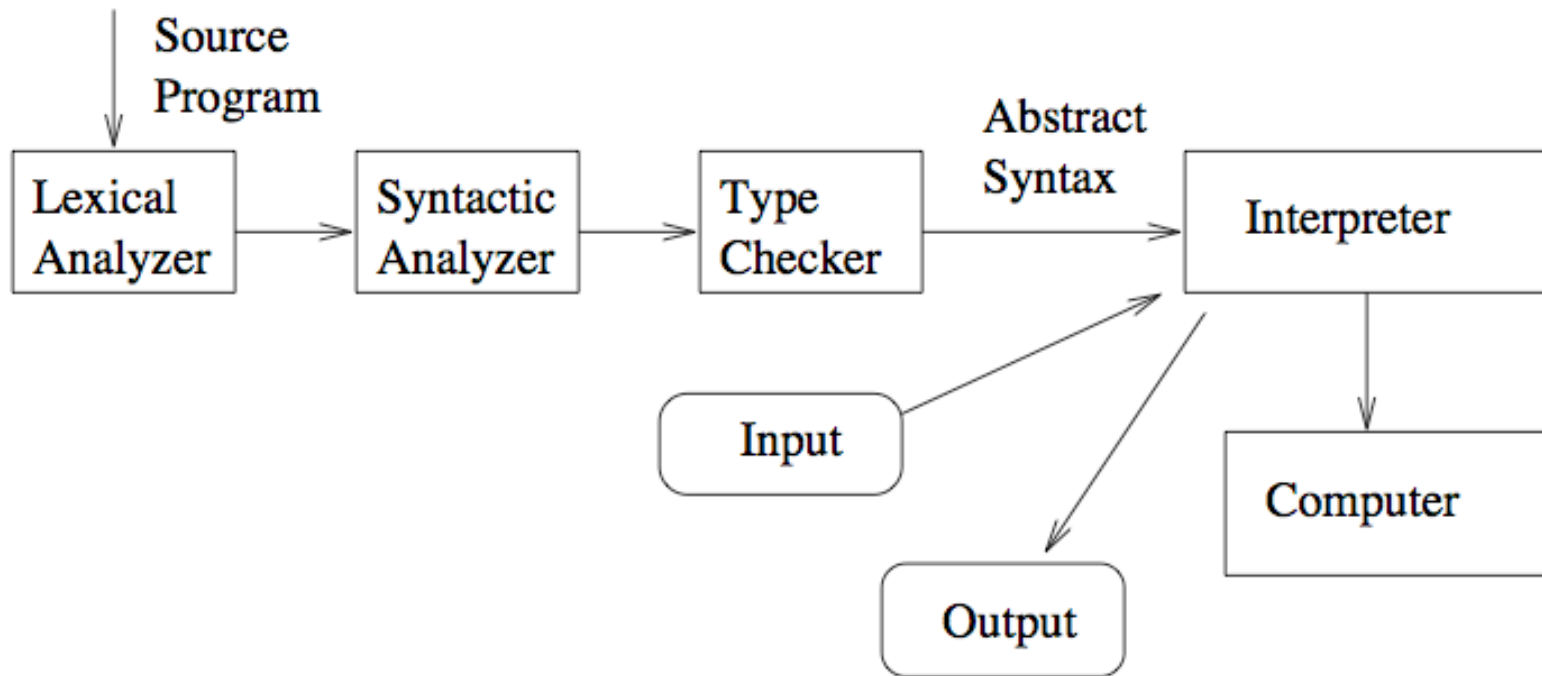 Source
Program
Lexical
Analyzer
Syntactic
Analyzer
Type
Checker
Abstract
Syntax
Interpreter
Input
Computer
Output